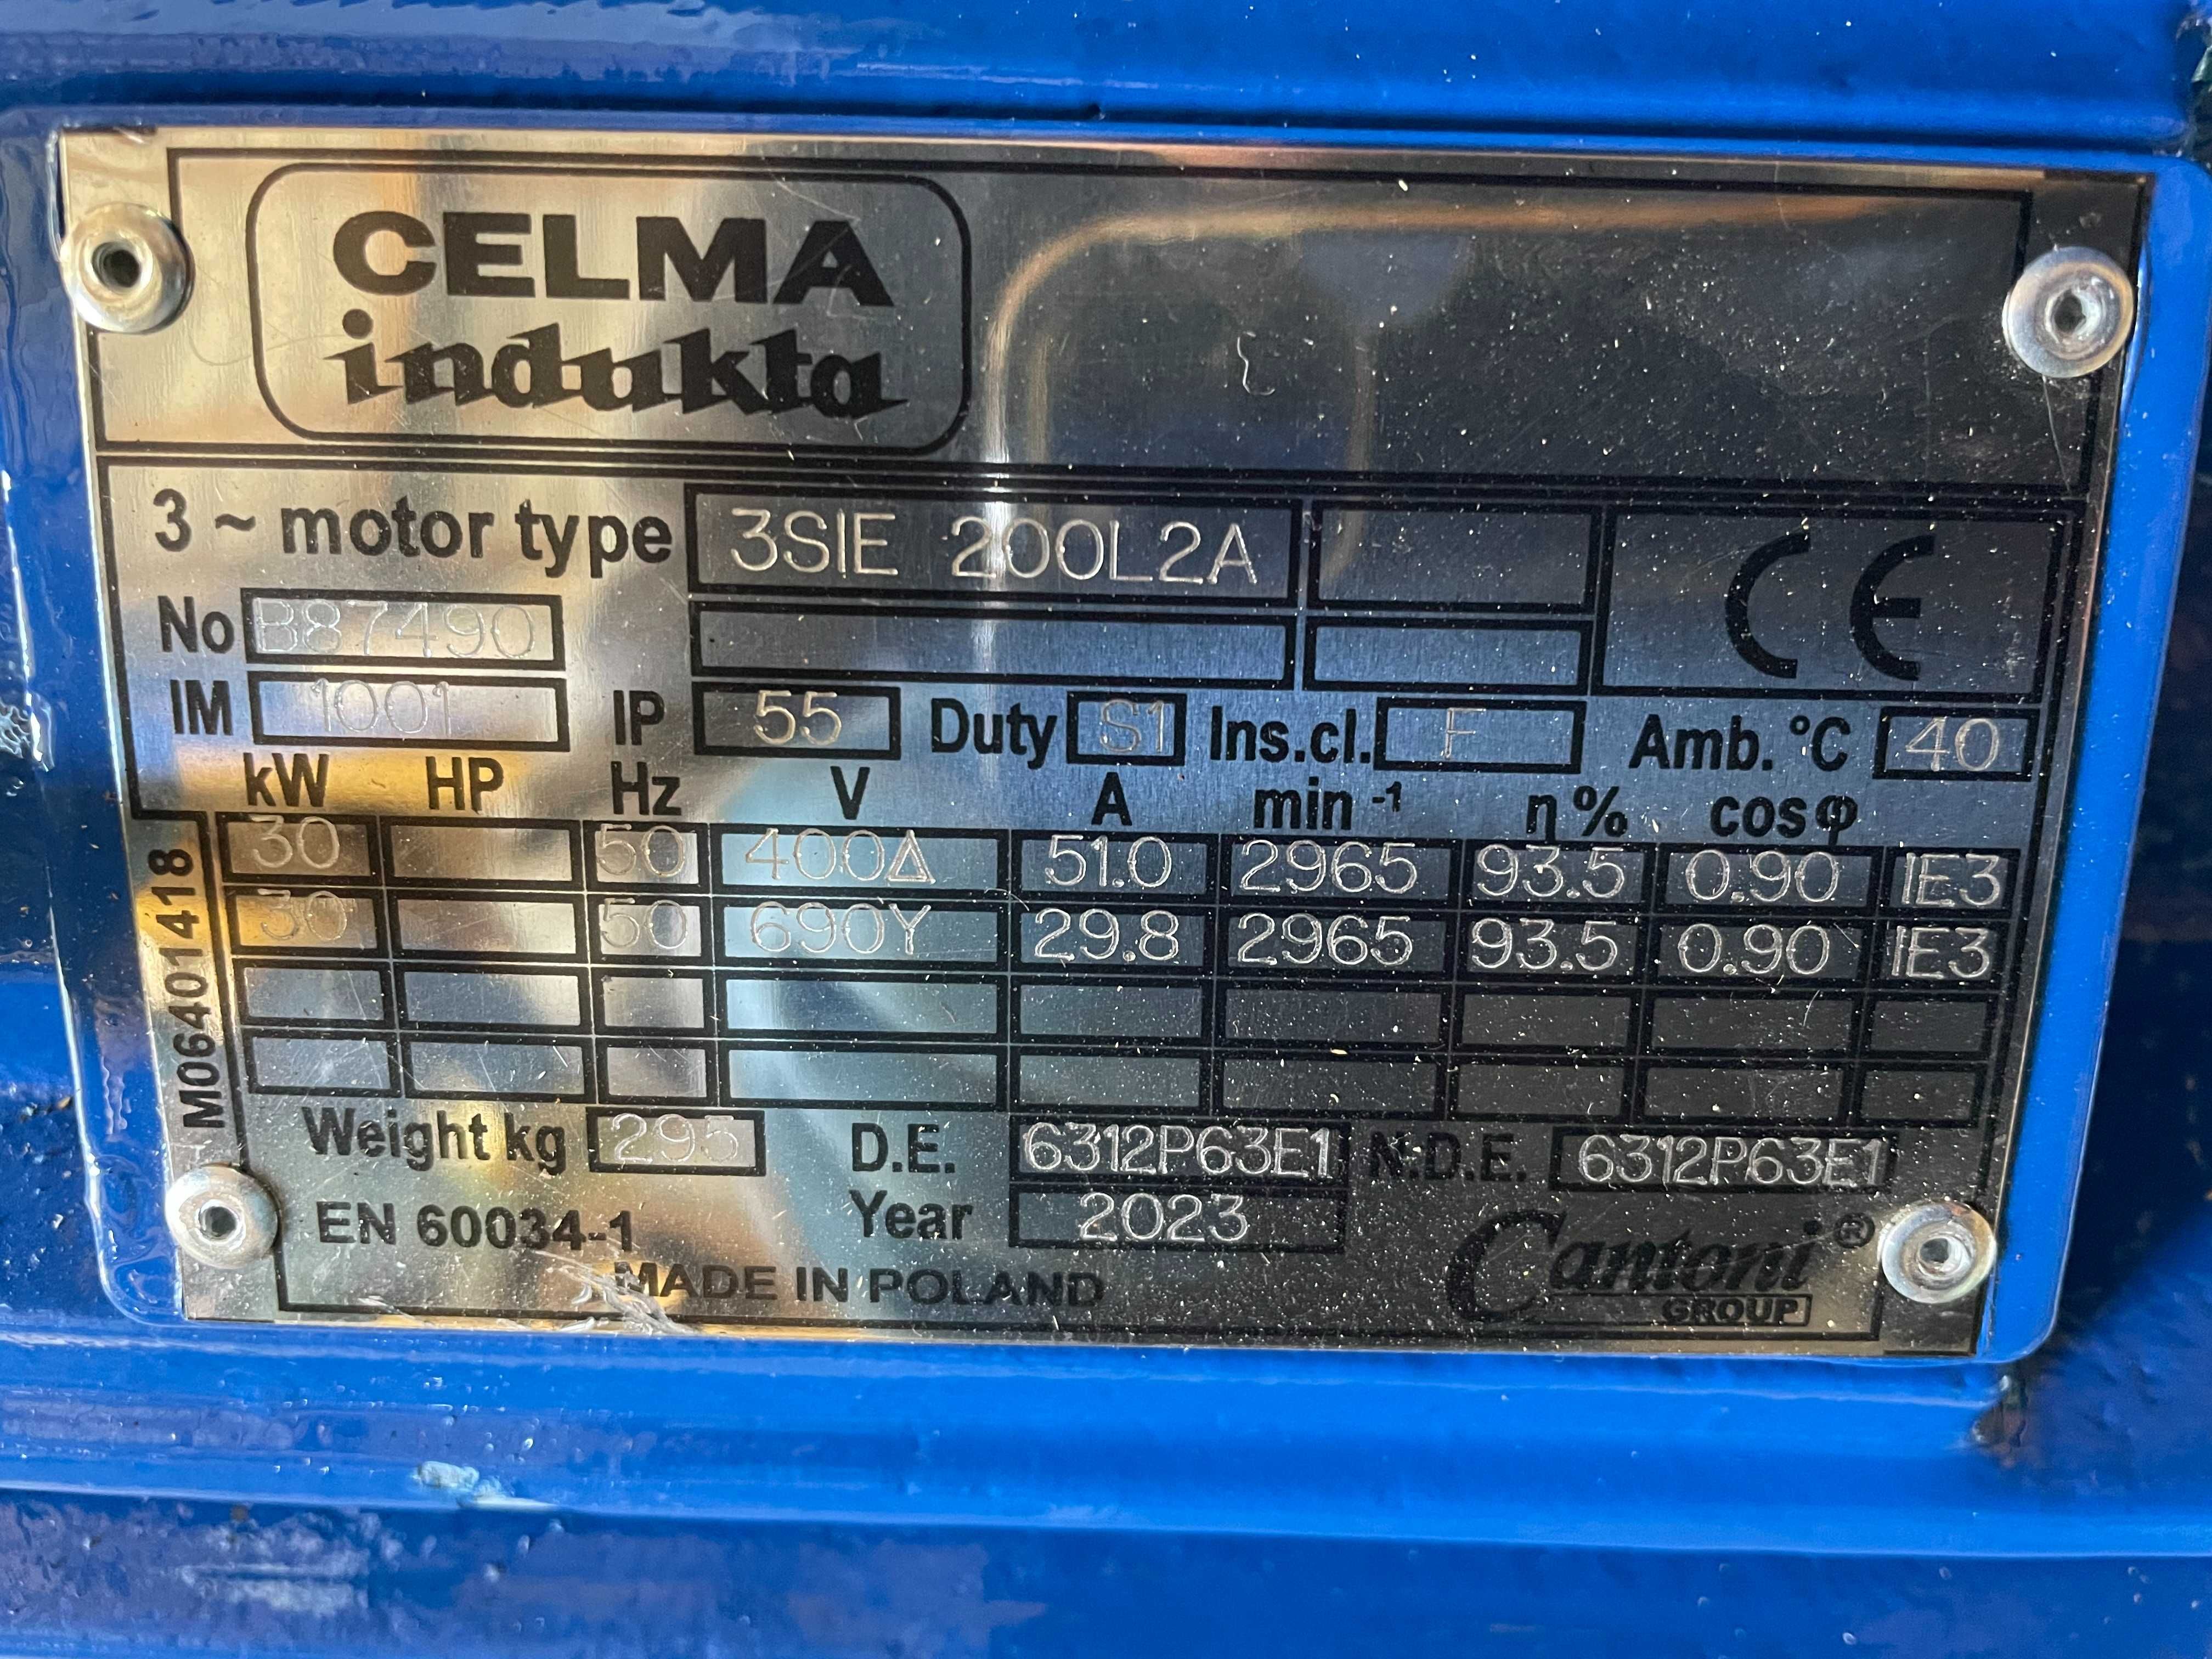 CELMA
indukta
3 ~ motor type 3SIE 200L2A
CE
No B87490
IM 1001 IP 55 Duty S1 Ins.cl. F Amb. °C 40
kW HP Hz V A min -1 η% cosφ
30 50 400Δ 51.0 2965 93.5 0.90 IE3
30 50 690Y 29.8 2965 93.5 0.90 IE3
M06401418
Weight kg 295 D.E. 6312P63E1 N.D.E. 6312P63E1
EN 60034-1 Year 2023
MADE IN POLAND
Cantoni ®
GROUP